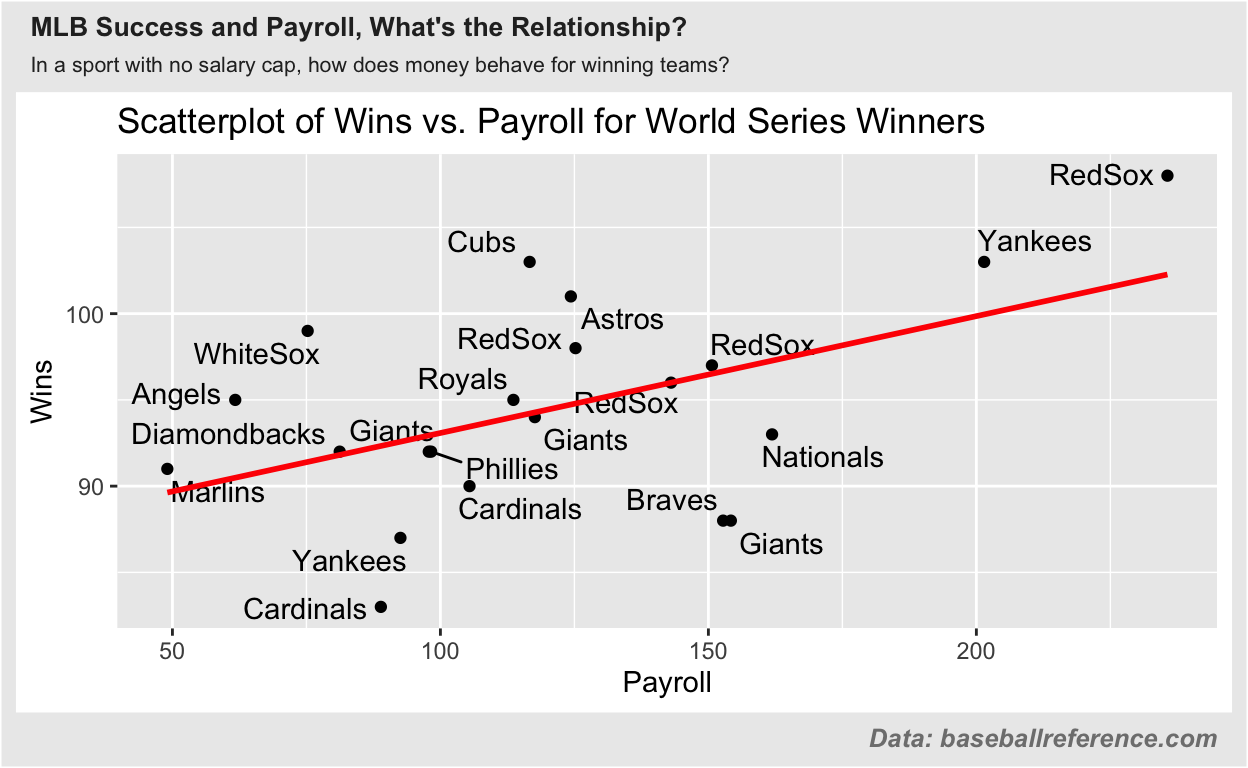 MLB Success and Payroll, What's the Relationship?
In a sport with no salary cap, how does money behave for winning teams?
Scatterplot of Wins vs. Payroll for World Series Winners
RedSox
Cubs
Yankees
100
Astros
WhiteSox
RedSox
RedSox
Royals
Angels
RedSox
Diamondbacks
Giants
Giants
Nationals
Phillies
90
Marlins
Cardinals
Braves
Giants
Yankees
Cardinals
Wins
50
100
150
200
Payroll
Data: baseballreference.com